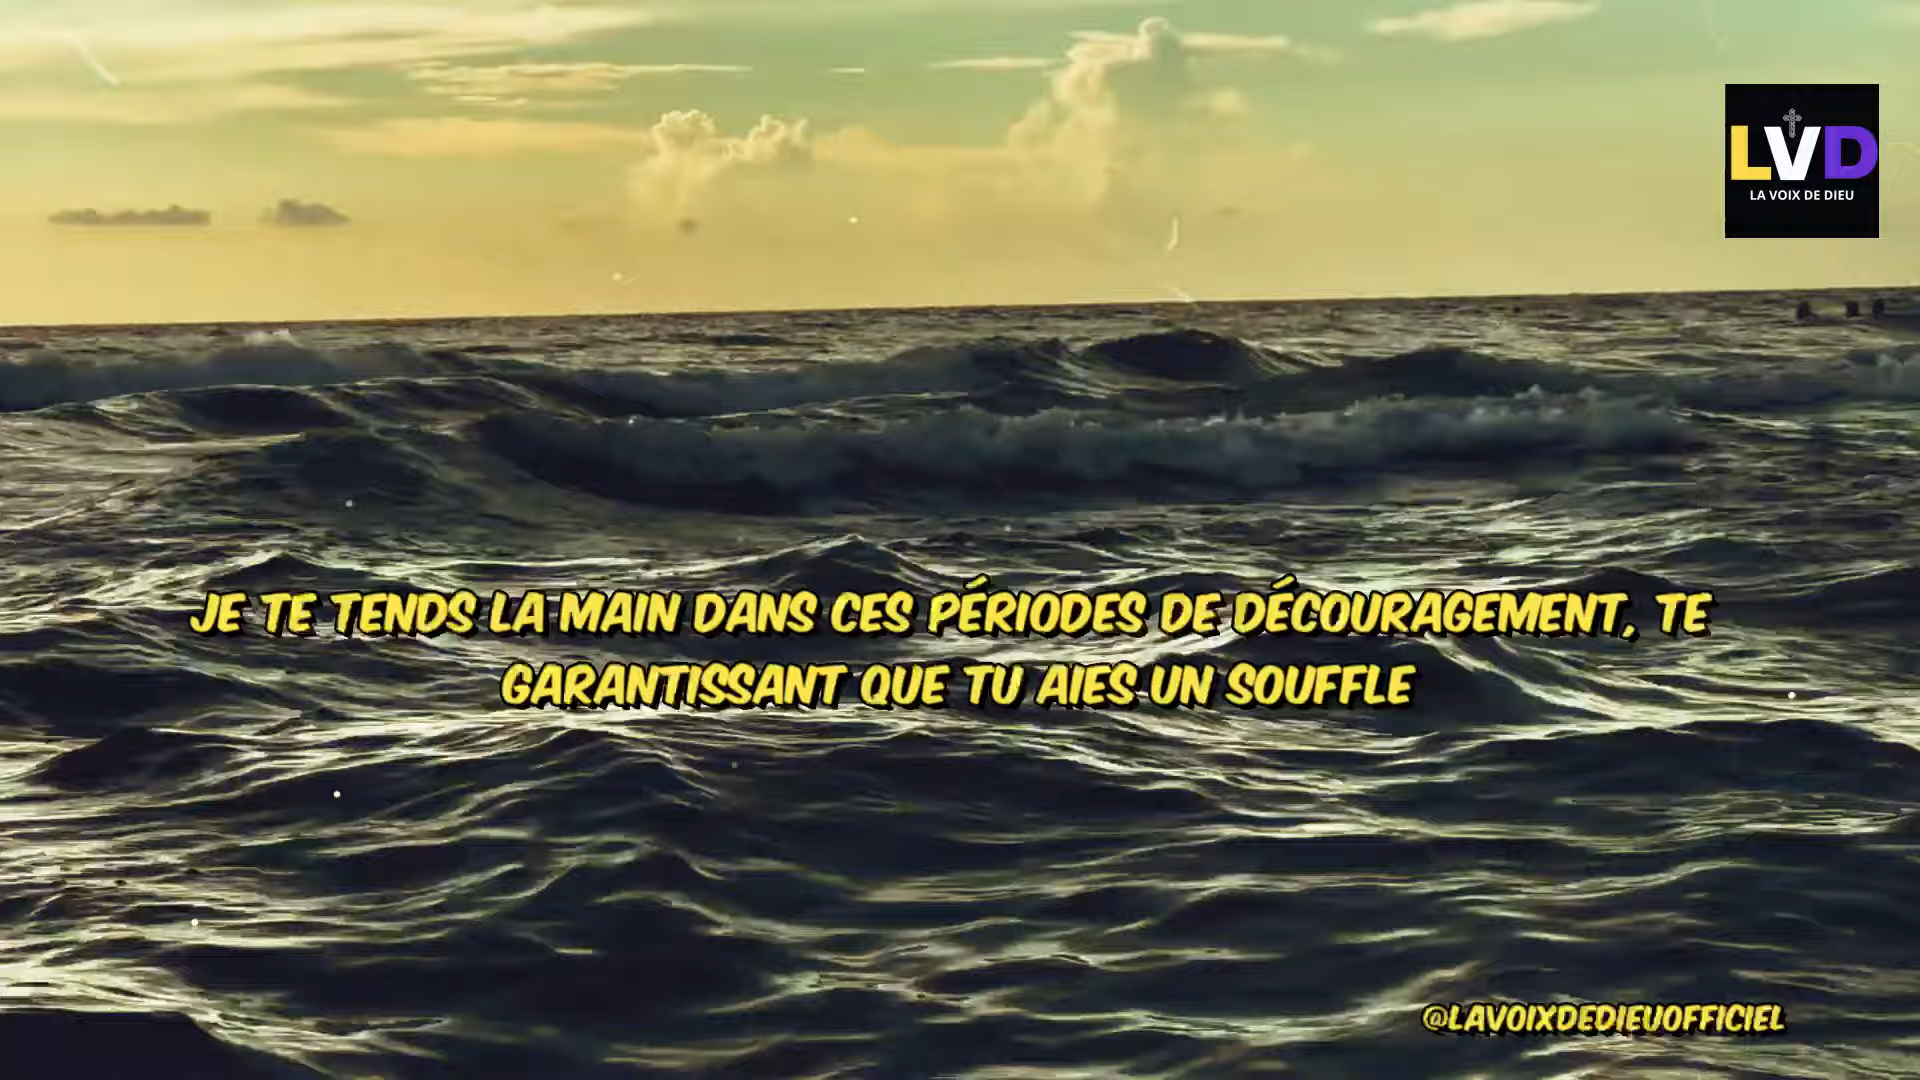 LVD
LA VOIX DE DIEU
JE TE TENDS LA MAIN DANS CES PÉRIODES DE DÉCOURAGEMENT, TE
GARANTISSANT QUE TU AIES UN SOUFFLE
@LAVOIXDEDIEUOFFICIEL